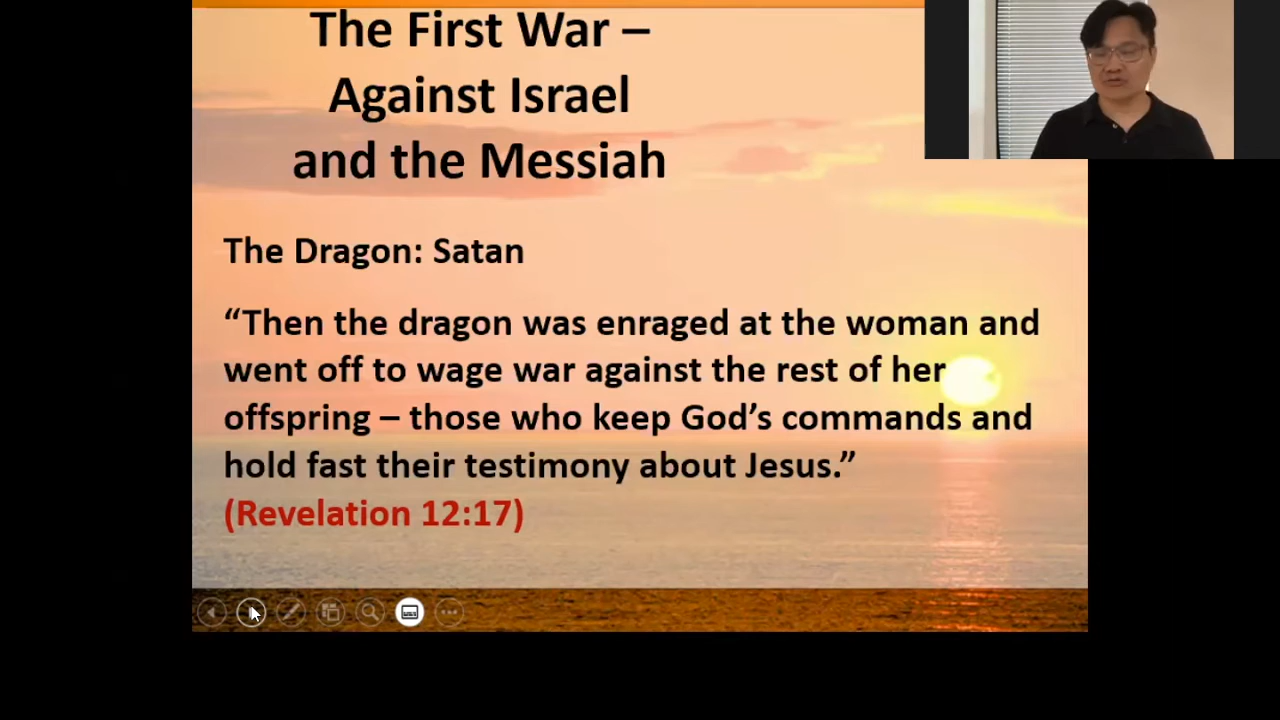 The First War –
Against Israel
and the Messiah
The Dragon: Satan
“Then the dragon was enraged at the woman and
went off to wage war against the rest of her
offspring – those who keep God’s commands and
hold fast their testimony about Jesus.”
(Revelation 12:17)